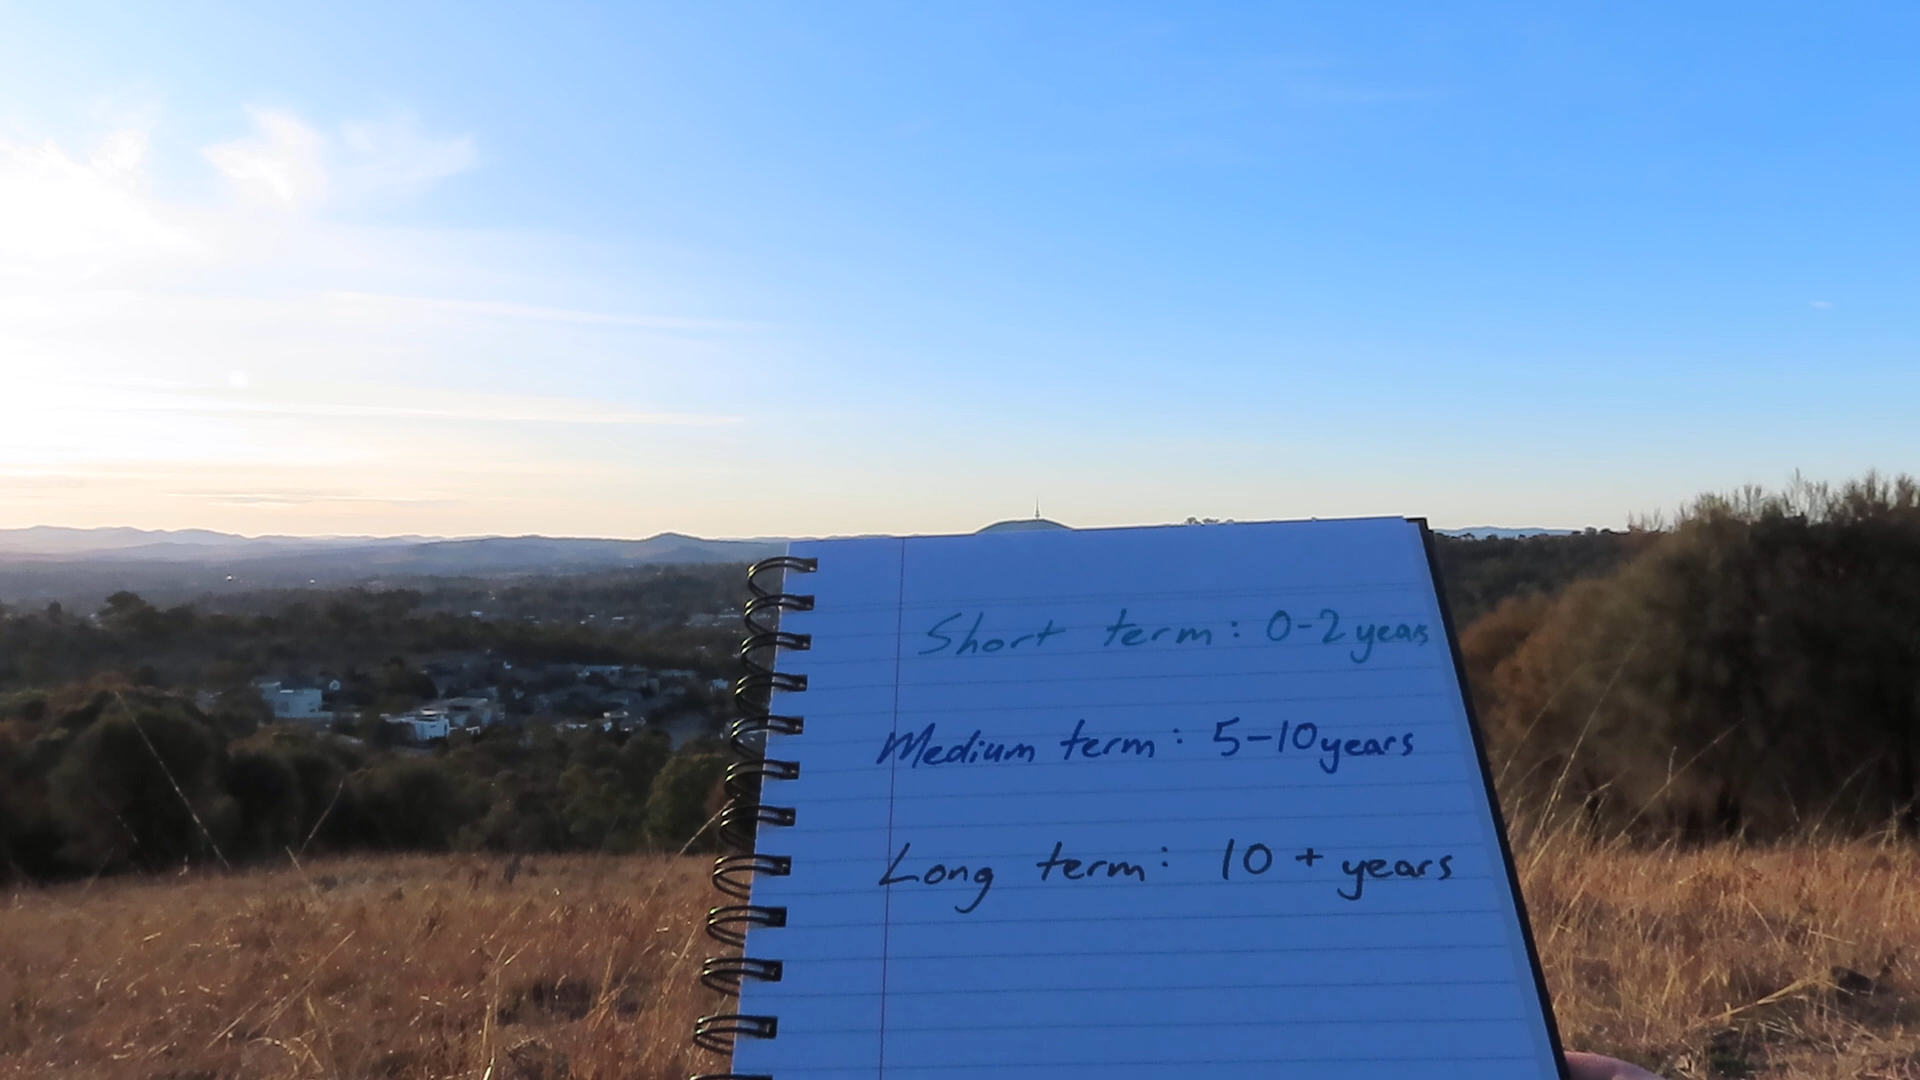 Short term: 0-2 years
Medium term: 5-10 years
Long term: 10 + years